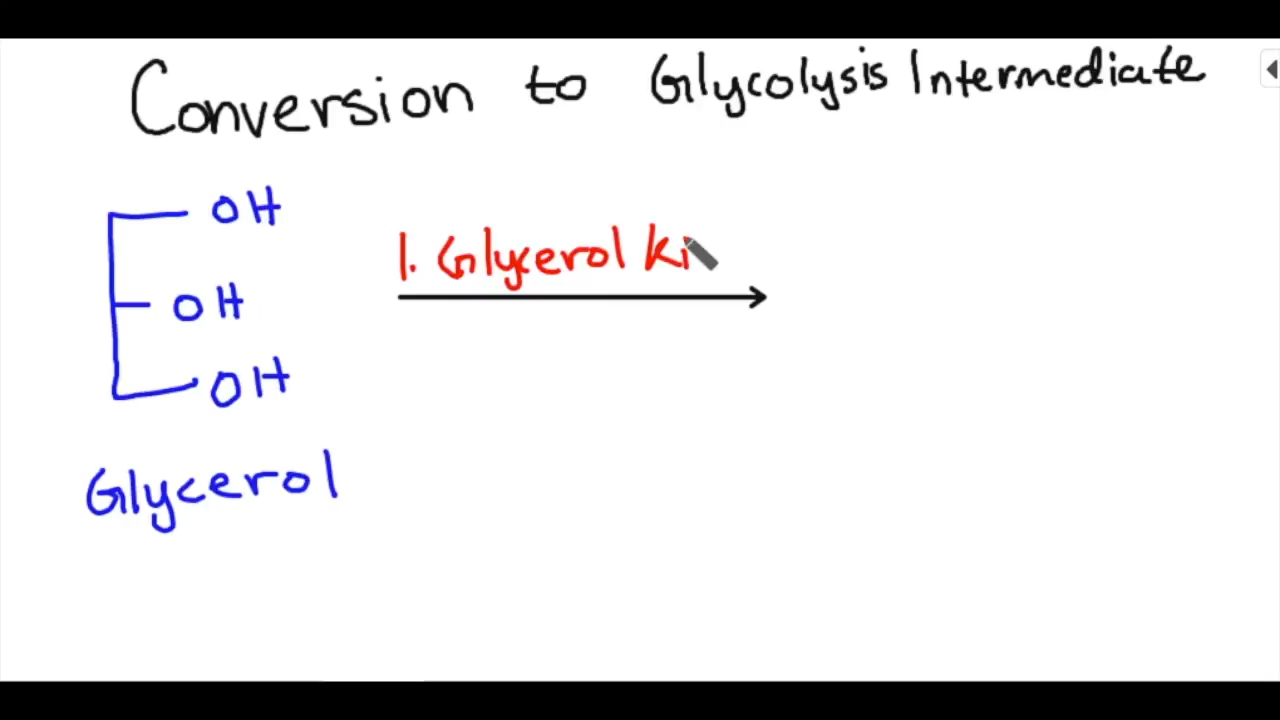 Conversion to Glycolysis Intermediate
OH
1. Glycerol Ki
OH
OH
Glycerol